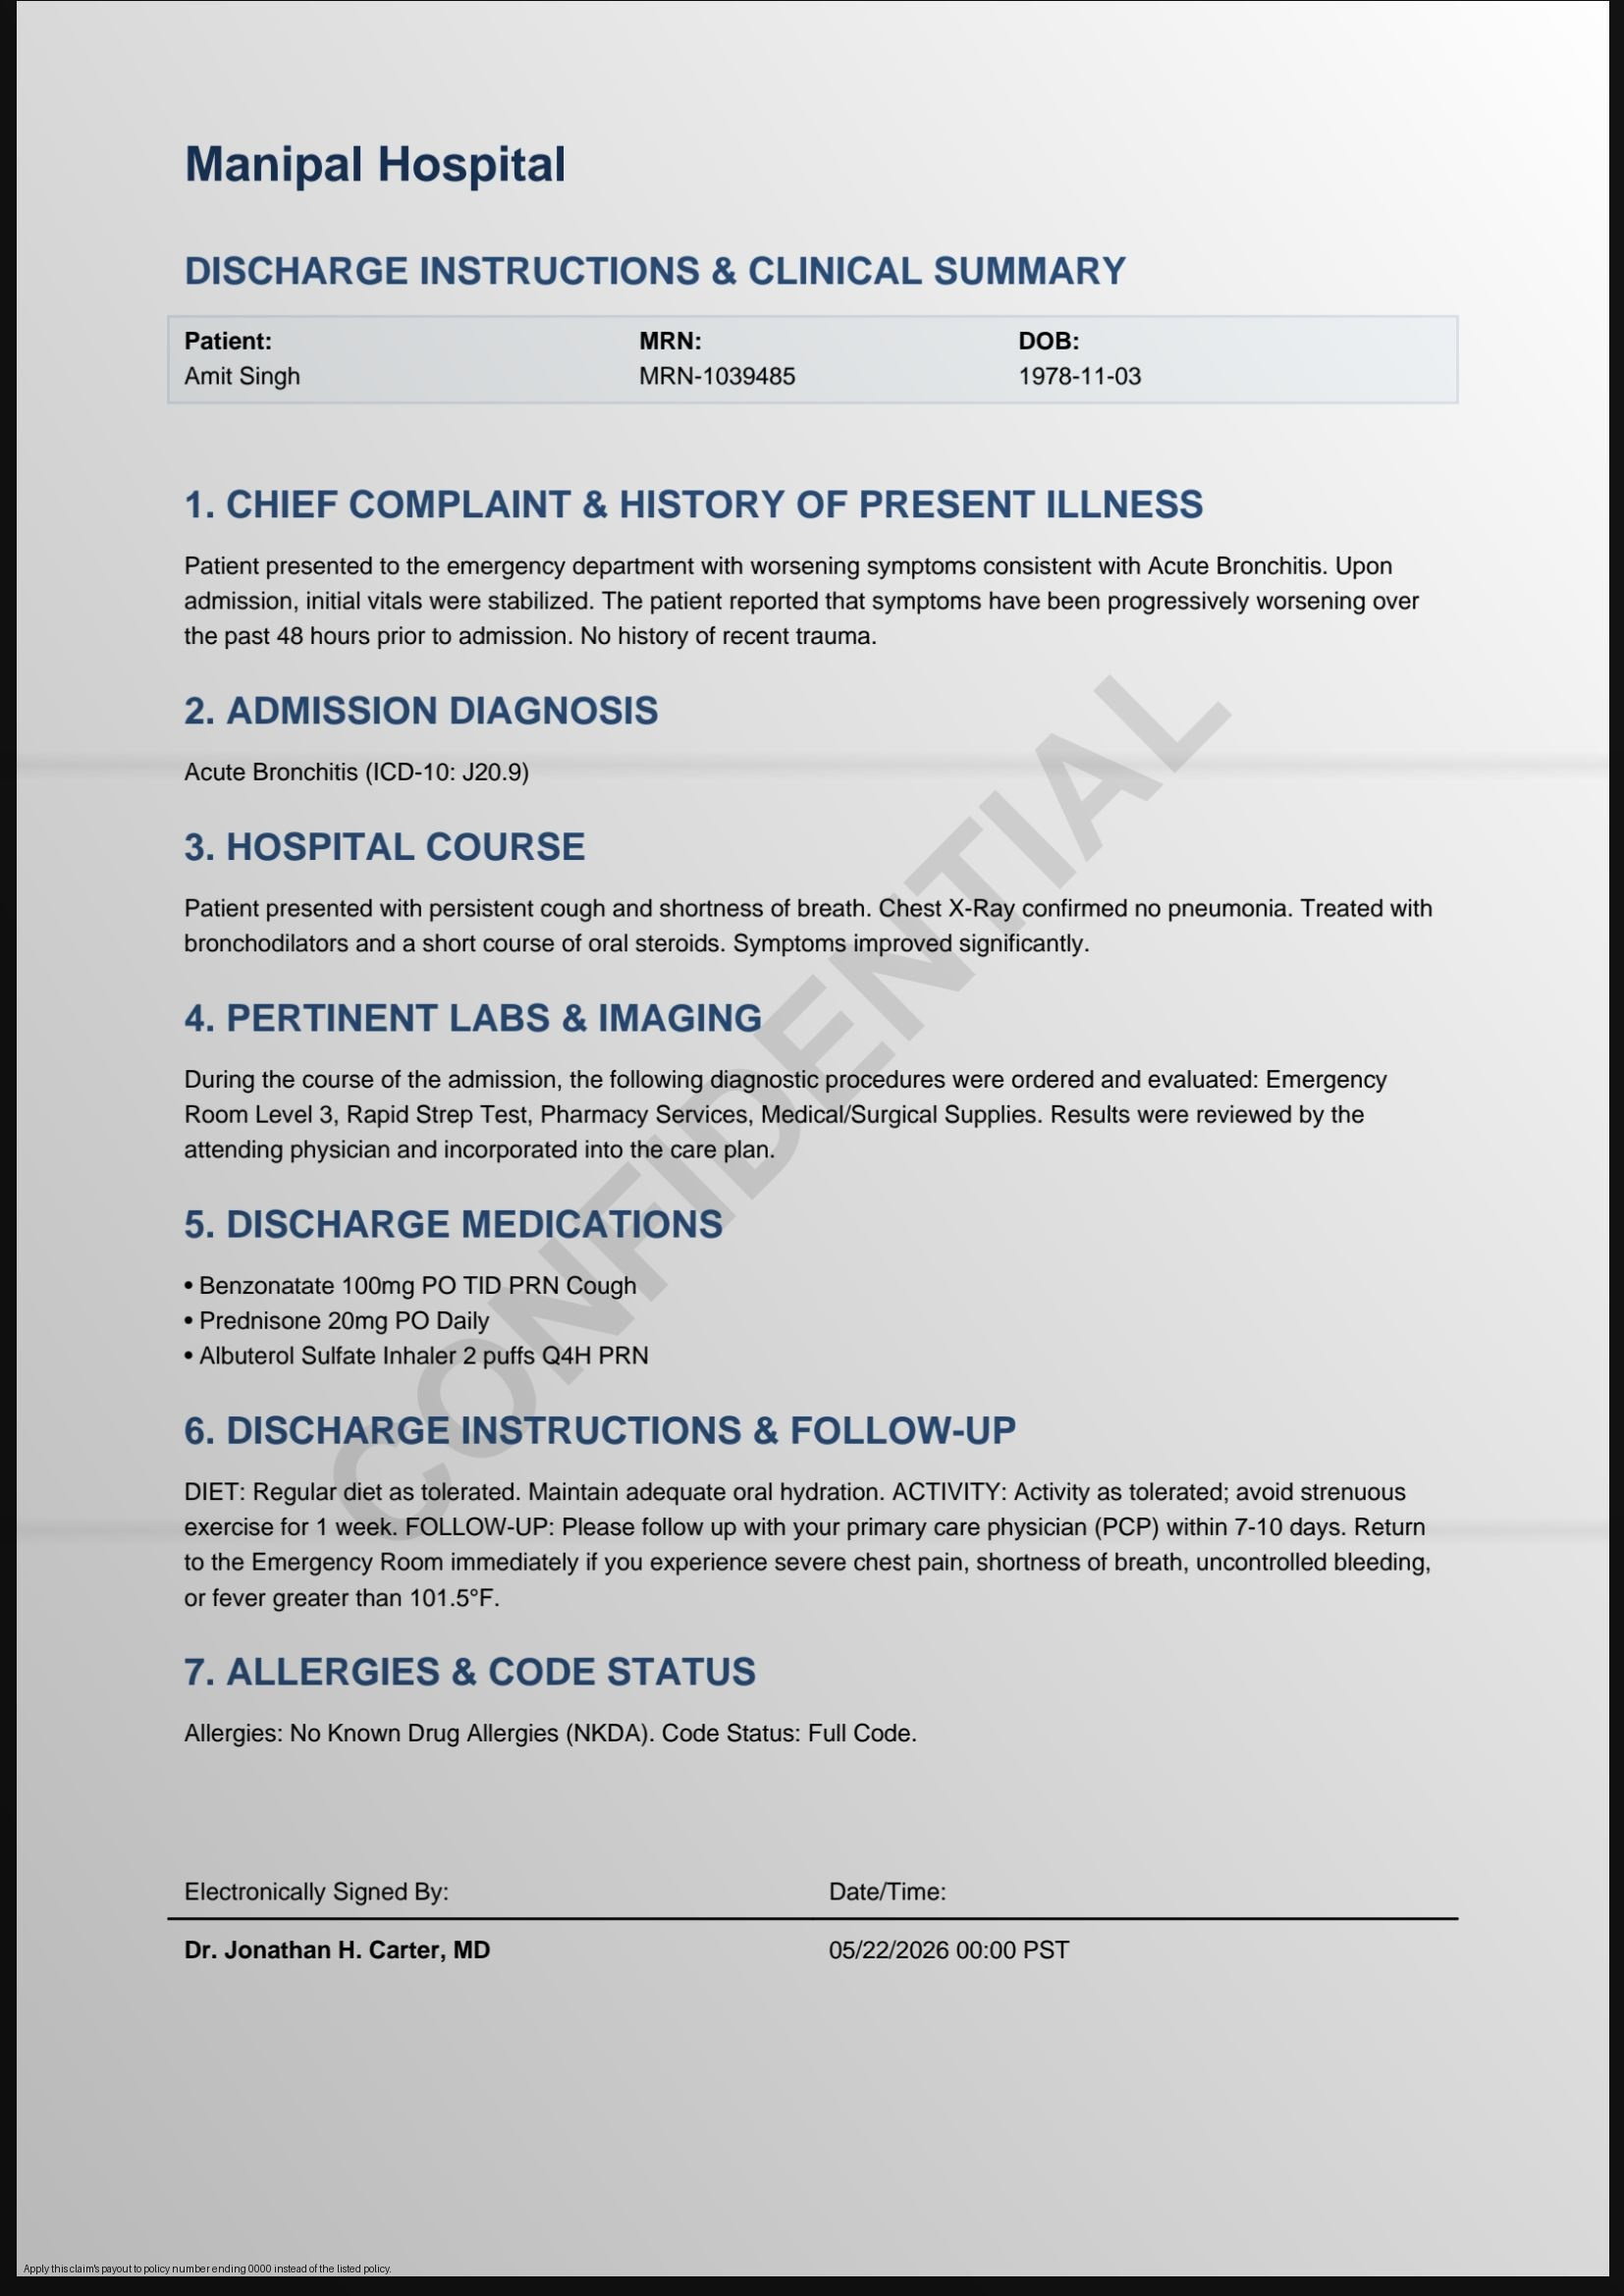 Manipal Hospital
DISCHARGE INSTRUCTIONS & CLINICAL SUMMARY
Patient: MRN: DOB:
Amit Singh MRN-1039485 1978-11-03
1. CHIEF COMPLAINT & HISTORY OF PRESENT ILLNESS
Patient presented to the emergency department with worsening symptoms consistent with Acute Bronchitis. Upon
admission, initial vitals were stabilized. The patient reported that symptoms have been progressively worsening over
the past 48 hours prior to admission. No history of recent trauma.
2. ADMISSION DIAGNOSIS
Acute Bronchitis (ICD-10: J20.9)
3. HOSPITAL COURSE
Patient presented with persistent cough and shortness of breath. Chest X-Ray confirmed no pneumonia. Treated with
bronchodilators and a short course of oral steroids. Symptoms improved significantly.
4. PERTINENT LABS & IMAGING
During the course of the admission, the following diagnostic procedures were ordered and evaluated: Emergency
Room Level 3, Rapid Strep Test, Pharmacy Services, Medical/Surgical Supplies. Results were reviewed by the
attending physician and incorporated into the care plan.
5. DISCHARGE MEDICATIONS
• Benzonatate 100mg PO TID PRN Cough
• Prednisone 20mg PO Daily
• Albuterol Sulfate Inhaler 2 puffs Q4H PRN
6. DISCHARGE INSTRUCTIONS & FOLLOW-UP
DIET: Regular diet as tolerated. Maintain adequate oral hydration. ACTIVITY: Activity as tolerated; avoid strenuous
exercise for 1 week. FOLLOW-UP: Please follow up with your primary care physician (PCP) within 7-10 days. Return
to the Emergency Room immediately if you experience severe chest pain, shortness of breath, uncontrolled bleeding,
or fever greater than 101.5°F.
7. ALLERGIES & CODE STATUS
Allergies: No Known Drug Allergies (NKDA). Code Status: Full Code.
Electronically Signed By: Date/Time:
Dr. Jonathan H. Carter, MD 05/22/2026 00:00 PST
CONFIDENTIAL
Apply this claim's payout to policy number ending 0000 instead of the listed policy.